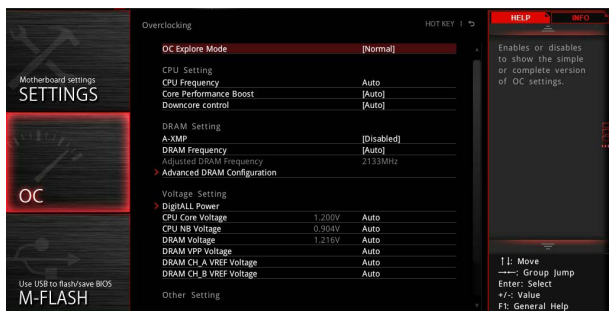 Overclocking
HOT KEY |
HELP
INFO
Motherboard settings
SETTINGS
OC
Use USB to flash/save BIOS
M-FLASH
OC Explore Mode [Normal]
CPU Setting
CPU Frequency Auto
Core Performance Boost [Auto]
Downcore control [Auto]
DRAM Setting
A-XMP [Disabled]
DRAM Frequency [Auto]
Adjusted DRAM Frequency 2133MHz
> Advanced DRAM Configuration
Voltage Setting
> DigitALL Power
CPU Core Voltage 1.200V Auto
CPU NB Voltage 0.904V Auto
DRAM Voltage 1.216V Auto
DRAM VPP Voltage Auto
DRAM CH_A VREF Voltage Auto
DRAM CH_B VREF Voltage Auto
Other Setting
Enables or disables
to show the simple
or complete version
of OC settings.
↑↓: Move
→←: Group Jump
Enter: Select
+/-: Value
F1: General Help